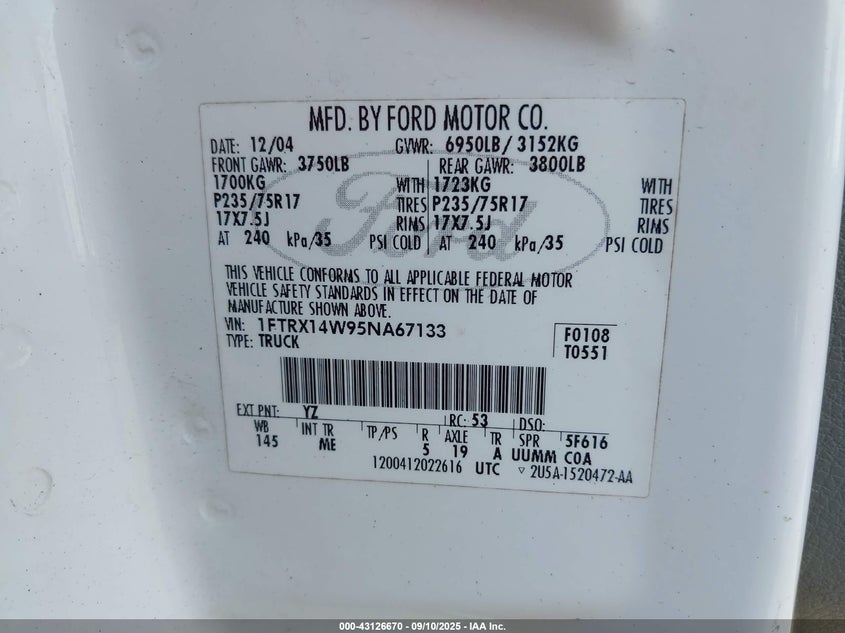 MFD. BY FORD MOTOR CO.
DATE: 12/04 GVWR: 6950LB/ 3152KG
FRONT GAWR: 3750LB REAR GAWR: 3800LB
1700KG WITH 1723KG WITH
P235/75R17 TIRES P235/75R17 TIRES
17X7.5J RIMS 17X7.5J RIMS
AT 240 kPa/35 PSI COLD AT 240 kPa/35 PSI COLD
Ford
THIS VEHICLE CONFORMS TO ALL APPLICABLE FEDERAL MOTOR
VEHICLE SAFETY STANDARDS IN EFFECT ON THE DATE OF
MANUFACTURE SHOWN ABOVE.
VIN: 1FTRX14W95NA67133 F0108
TYPE: TRUCK T0551
EXT PNT: YZ RC: 53 DSO:
WB INT TR TP/PS R AXLE TR SPR 5F616
145 ME 5 19 A UUMM COA
1200412022616 UTC ▽ 2U5A-1520472-AA
000-43126670 - 09/10/2025 - IAA Inc.